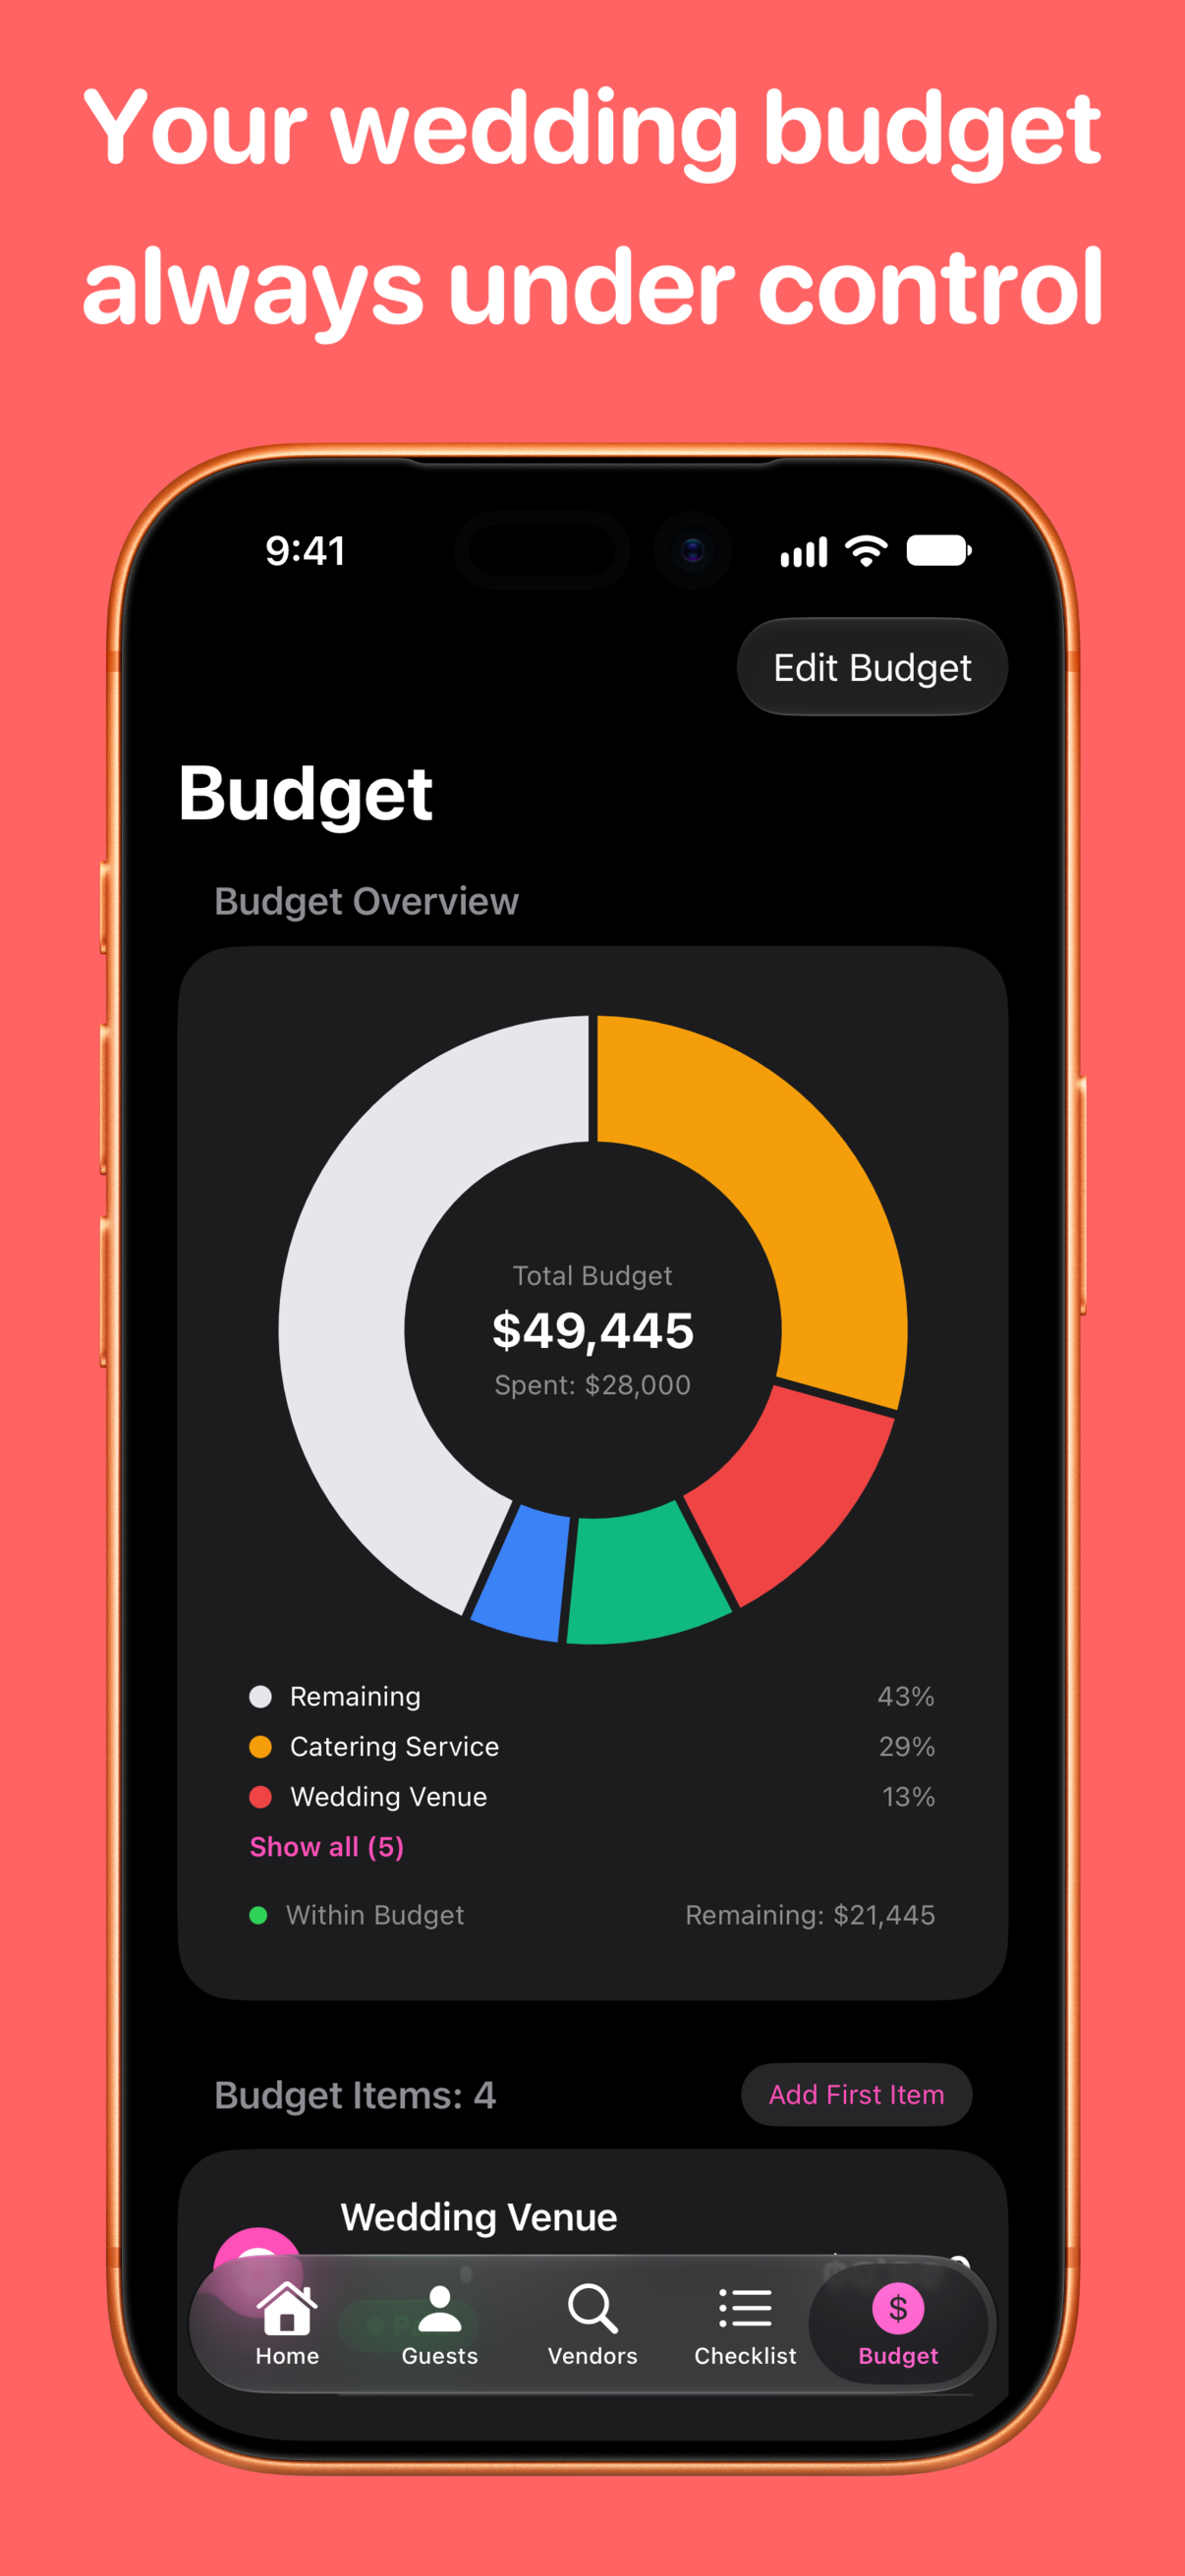 Your wedding budget
always under control
9:41
Edit Budget
Budget
Budget Overview
Total Budget
$49,445
Spent: $28,000
Remaining 43%
Catering Service 29%
Wedding Venue 13%
Show all (5)
Within Budget Remaining: $21,445
Budget Items: 4 Add First Item
Wedding Venue
$
Home Guests Vendors Checklist Budget